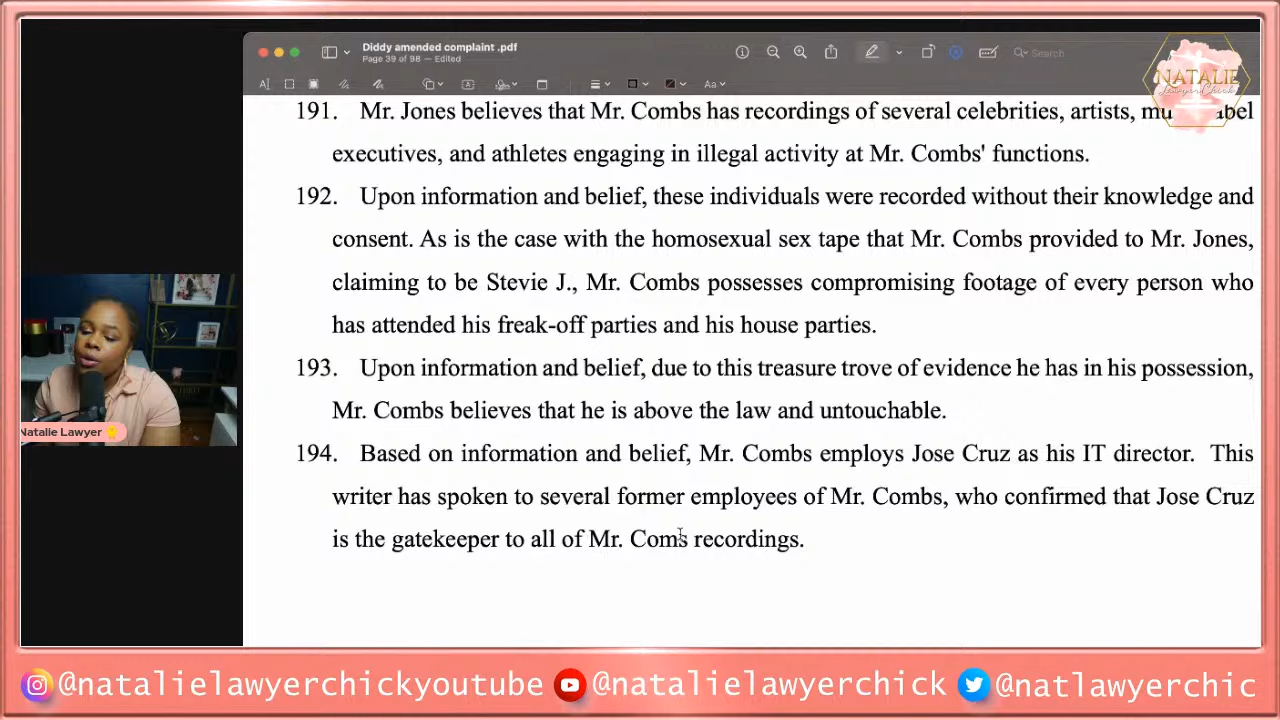 Diddy amended complaint .pdf
Page 39 of 98 — Edited
Search
NATALIE
LawyerChick
191. Mr. Jones believes that Mr. Combs has recordings of several celebrities, artists,
executives, and athletes engaging in illegal activity at Mr. Combs' functions.
192. Upon information and belief, these individuals were recorded without their knowledge and
consent. As is the case with the homosexual sex tape that Mr. Combs provided to Mr. Jones,
claiming to be Stevie J., Mr. Combs possesses compromising footage of every person who
has attended his freak-off parties and his house parties.
193. Upon information and belief, due to this treasure trove of evidence he has in his possession,
Mr. Combs believes that he is above the law and untouchable.
194. Based on information and belief, Mr. Combs employs Jose Cruz as his IT director. This
writer has spoken to several former employees of Mr. Combs, who confirmed that Jose Cruz
is the gatekeeper to all of Mr. Coms recordings.
Natalie Lawyer
@natalielawyerchickyoutube @natalielawyerchick @natlawyerchic